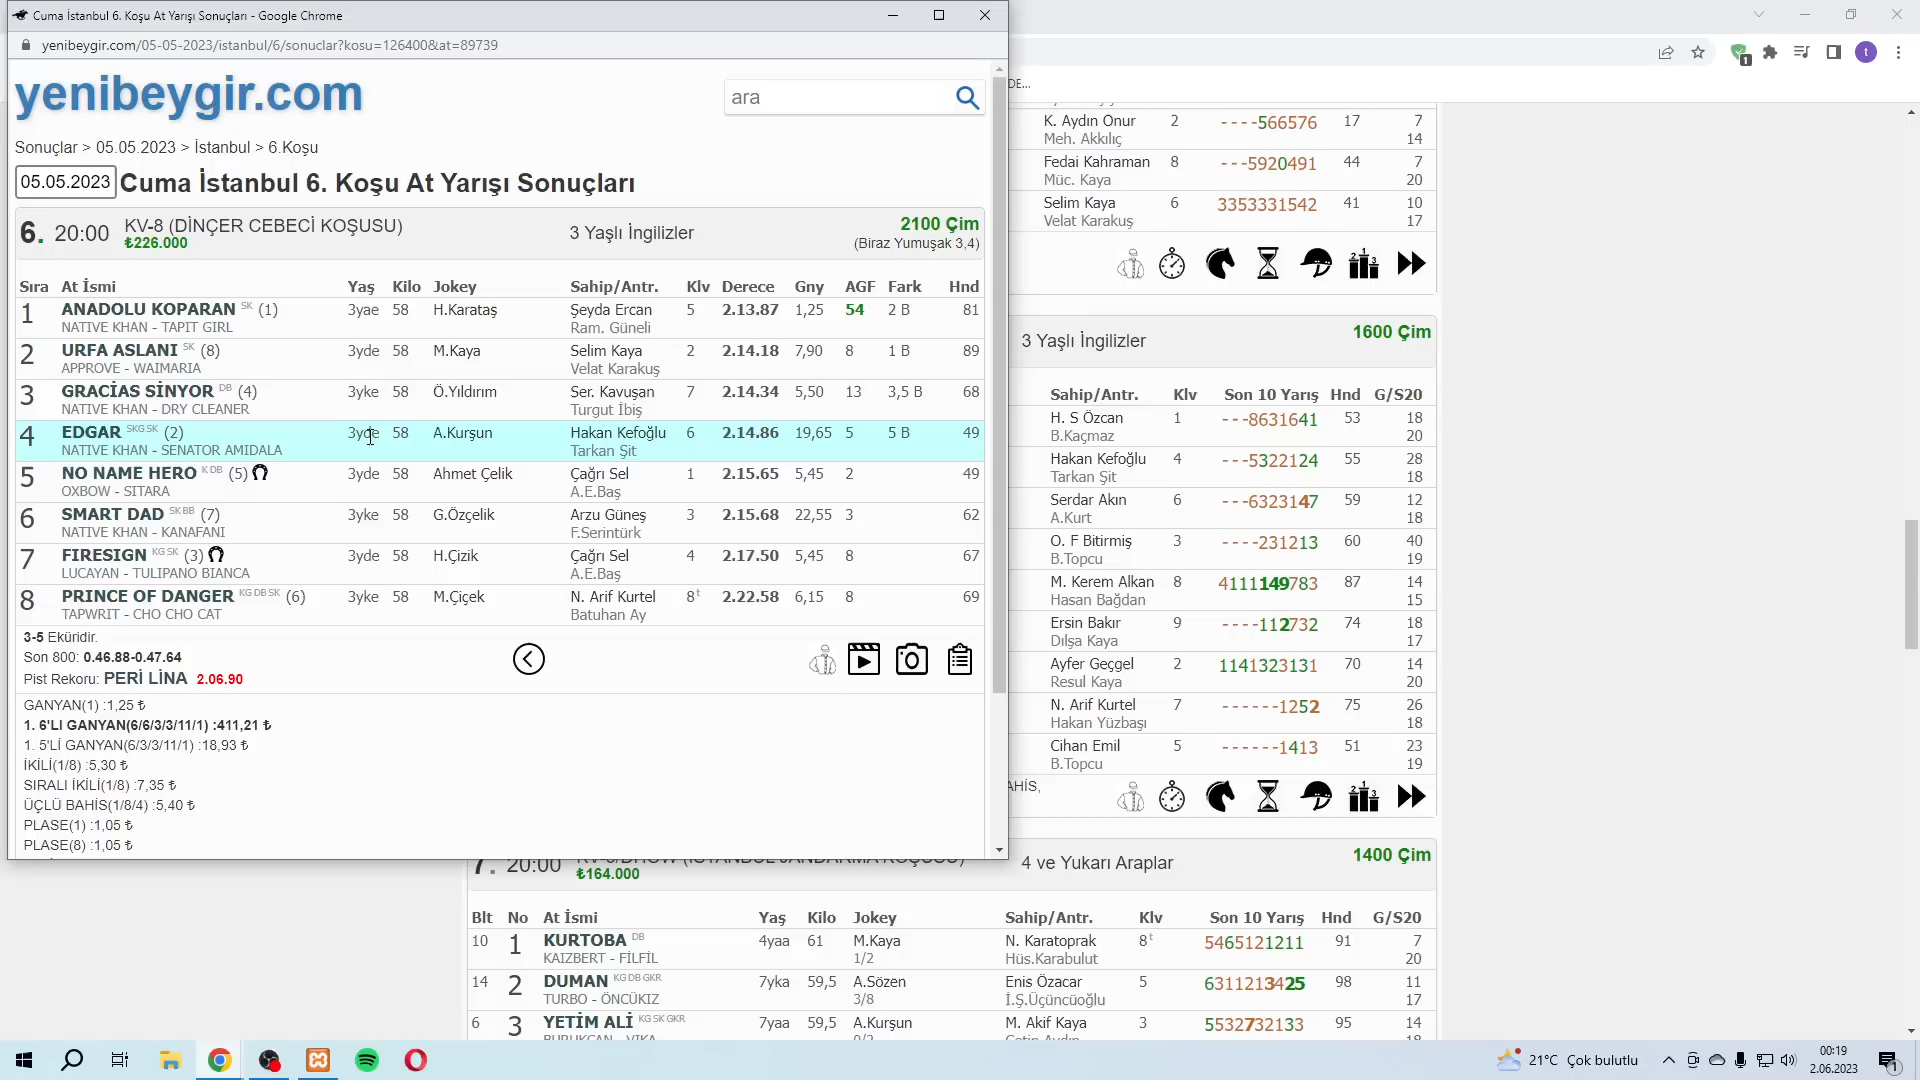 Cuma İstanbul 6. Koşu At Yarışı Sonuçları - Google Chrome
yenibeygir.com/05-05-2023/istanbul/6/sonuclar?kosu=126400&at=89739
yenibeygir.com
ara
Sonuçlar > 05.05.2023 > İstanbul > 6.Koşu
05.05.2023 Cuma İstanbul 6. Koşu At Yarışı Sonuçları
6. 20:00 KV-8 (DİNÇER CEBECİ KOŞUSU) 3 Yaşlı İngilizler 2100 Çim
₺226.000 (Biraz Yumuşak 3,4)
Sıra At İsmi Yaş Kilo Jokey Sahip/Antr. Klv Derece Gny AGF Fark Hnd
1 ANADOLU KOPARAN SK (1) 3yae 58 H.Karataş Şeyda Ercan 5 2.13.87 1,25 54 2 B 81
NATIVE KHAN - TAPIT GIRL Ram. Güneli
2 URFA ASLANI SK (8) 3yde 58 M.Kaya Selim Kaya 2 2.14.18 7,90 8 1 B 89
APPROVE - WAIMARIA Velat Karakuş
3 GRACİAS SİNYOR DB (4) 3yke 58 Ö.Yıldırım Ser. Kavuşan 7 2.14.34 5,50 13 3,5 B 68
NATIVE KHAN - DRY CLEANER Turgut İbiş
4 EDGAR SKG SK (2) 3yde 58 A.Kurşun Hakan Kefoğlu 6 2.14.86 19,65 5 5 B 49
NATIVE KHAN - SENATOR AMIDALA Tarkan Şit
5 NO NAME HERO K DB (5) 3yde 58 Ahmet Çelik Çağrı Sel 1 2.15.65 5,45 2 49
OXBOW - SITARA A.E.Baş
6 SMART DAD SK BB (7) 3yke 58 G.Özçelik Arzu Güneş 3 2.15.68 22,55 3 62
NATIVE KHAN - KANAFANI F.Serintürk
7 FIRESIGN KG SK (3) 3yde 58 H.Çizik Çağrı Sel 4 2.17.50 5,45 8 67
LUCAYAN - TULIPANO BIANCA A.E.Baş
8 PRINCE OF DANGER KG DB SK (6) 3yke 58 M.Çiçek N. Arif Kurtel 8t 2.22.58 6,15 8 69
TAPWRIT - CHO CHO CAT Batuhan Ay
3-5 Eküridir.
Son 800: 0.46.88-0.47.64
Pist Rekoru: PERİ LİNA 2.06.90
GANYAN(1) :1,25 ₺
1. 6'LI GANYAN(6/6/3/3/11/1) :411,21 ₺
1. 5'Lİ GANYAN(6/3/3/11/1) :18,93 ₺
İKİLİ(1/8) :5,30 ₺
SIRALI İKİLİ(1/8) :7,35 ₺
ÜÇLÜ BAHİS(1/8/4) :5,40 ₺
PLASE(1) :1,05 ₺
PLASE(8) :1,05 ₺
DE...
1
t
K. Aydın Onur 2 ----566576 17 7
Meh. Akkılıç 14
Fedai Kahraman 8 ---5920491 44 7
Müc. Kaya 20
Selim Kaya 6 3353331542 41 10
Velat Karakuş 17
3 Yaşlı İngilizler 1600 Çim
Sahip/Antr. Klv Son 10 Yarış Hnd G/S20
H. S Özcan 1 ---8631641 53 18
B.Kaçmaz 20
Hakan Kefoğlu 4 ---5322124 55 28
Tarkan Şit 18
Serdar Akın 6 ---6323147 59 12
A.Kurt 18
O. F Bitirmiş 3 ----231213 60 40
B.Topcu 19
M. Kerem Alkan 8 4111149783 87 14
Hasan Bağdan 15
Ersin Bakır 9 ----112732 74 18
Dılşa Kaya 17
Ayfer Geçgel 2 1141323131 70 14
Resul Kaya 20
N. Arif Kurtel 7 ------1252 75 26
Hakan Yüzbaşı 18
Cihan Emil 5 ------1413 51 23
B.Topcu 19
AHİS,
7. 20:00 KV-8/DHÖW (İSTANBUL JANDARMA KOŞUSU) 4 ve Yukarı Araplar 1400 Çim
₺164.000
Blt No At İsmi Yaş Kilo Jokey Sahip/Antr. Klv Son 10 Yarış Hnd G/S20
10 1 KURTOBA DB 4yaa 61 M.Kaya N. Karatoprak 8t 5465121211 91 7
KAIZBERT - FİLFİL 1/2 Hüs.Karabulut 20
14 2 DUMAN KG DB GKR 7yka 59,5 A.Sözen Enis Özacar 5 6311213425 98 11
TURBO - ÖNCÜKIZ 3/8 İ.Ş.Üçüncüoğlu 17
6 3 YETİM ALİ KG SK GKR 7yaa 59,5 A.Kurşun M. Akif Kaya 3 5532732133 95 14
21°C Çok bulutlu
00:19
2.06.2023
1